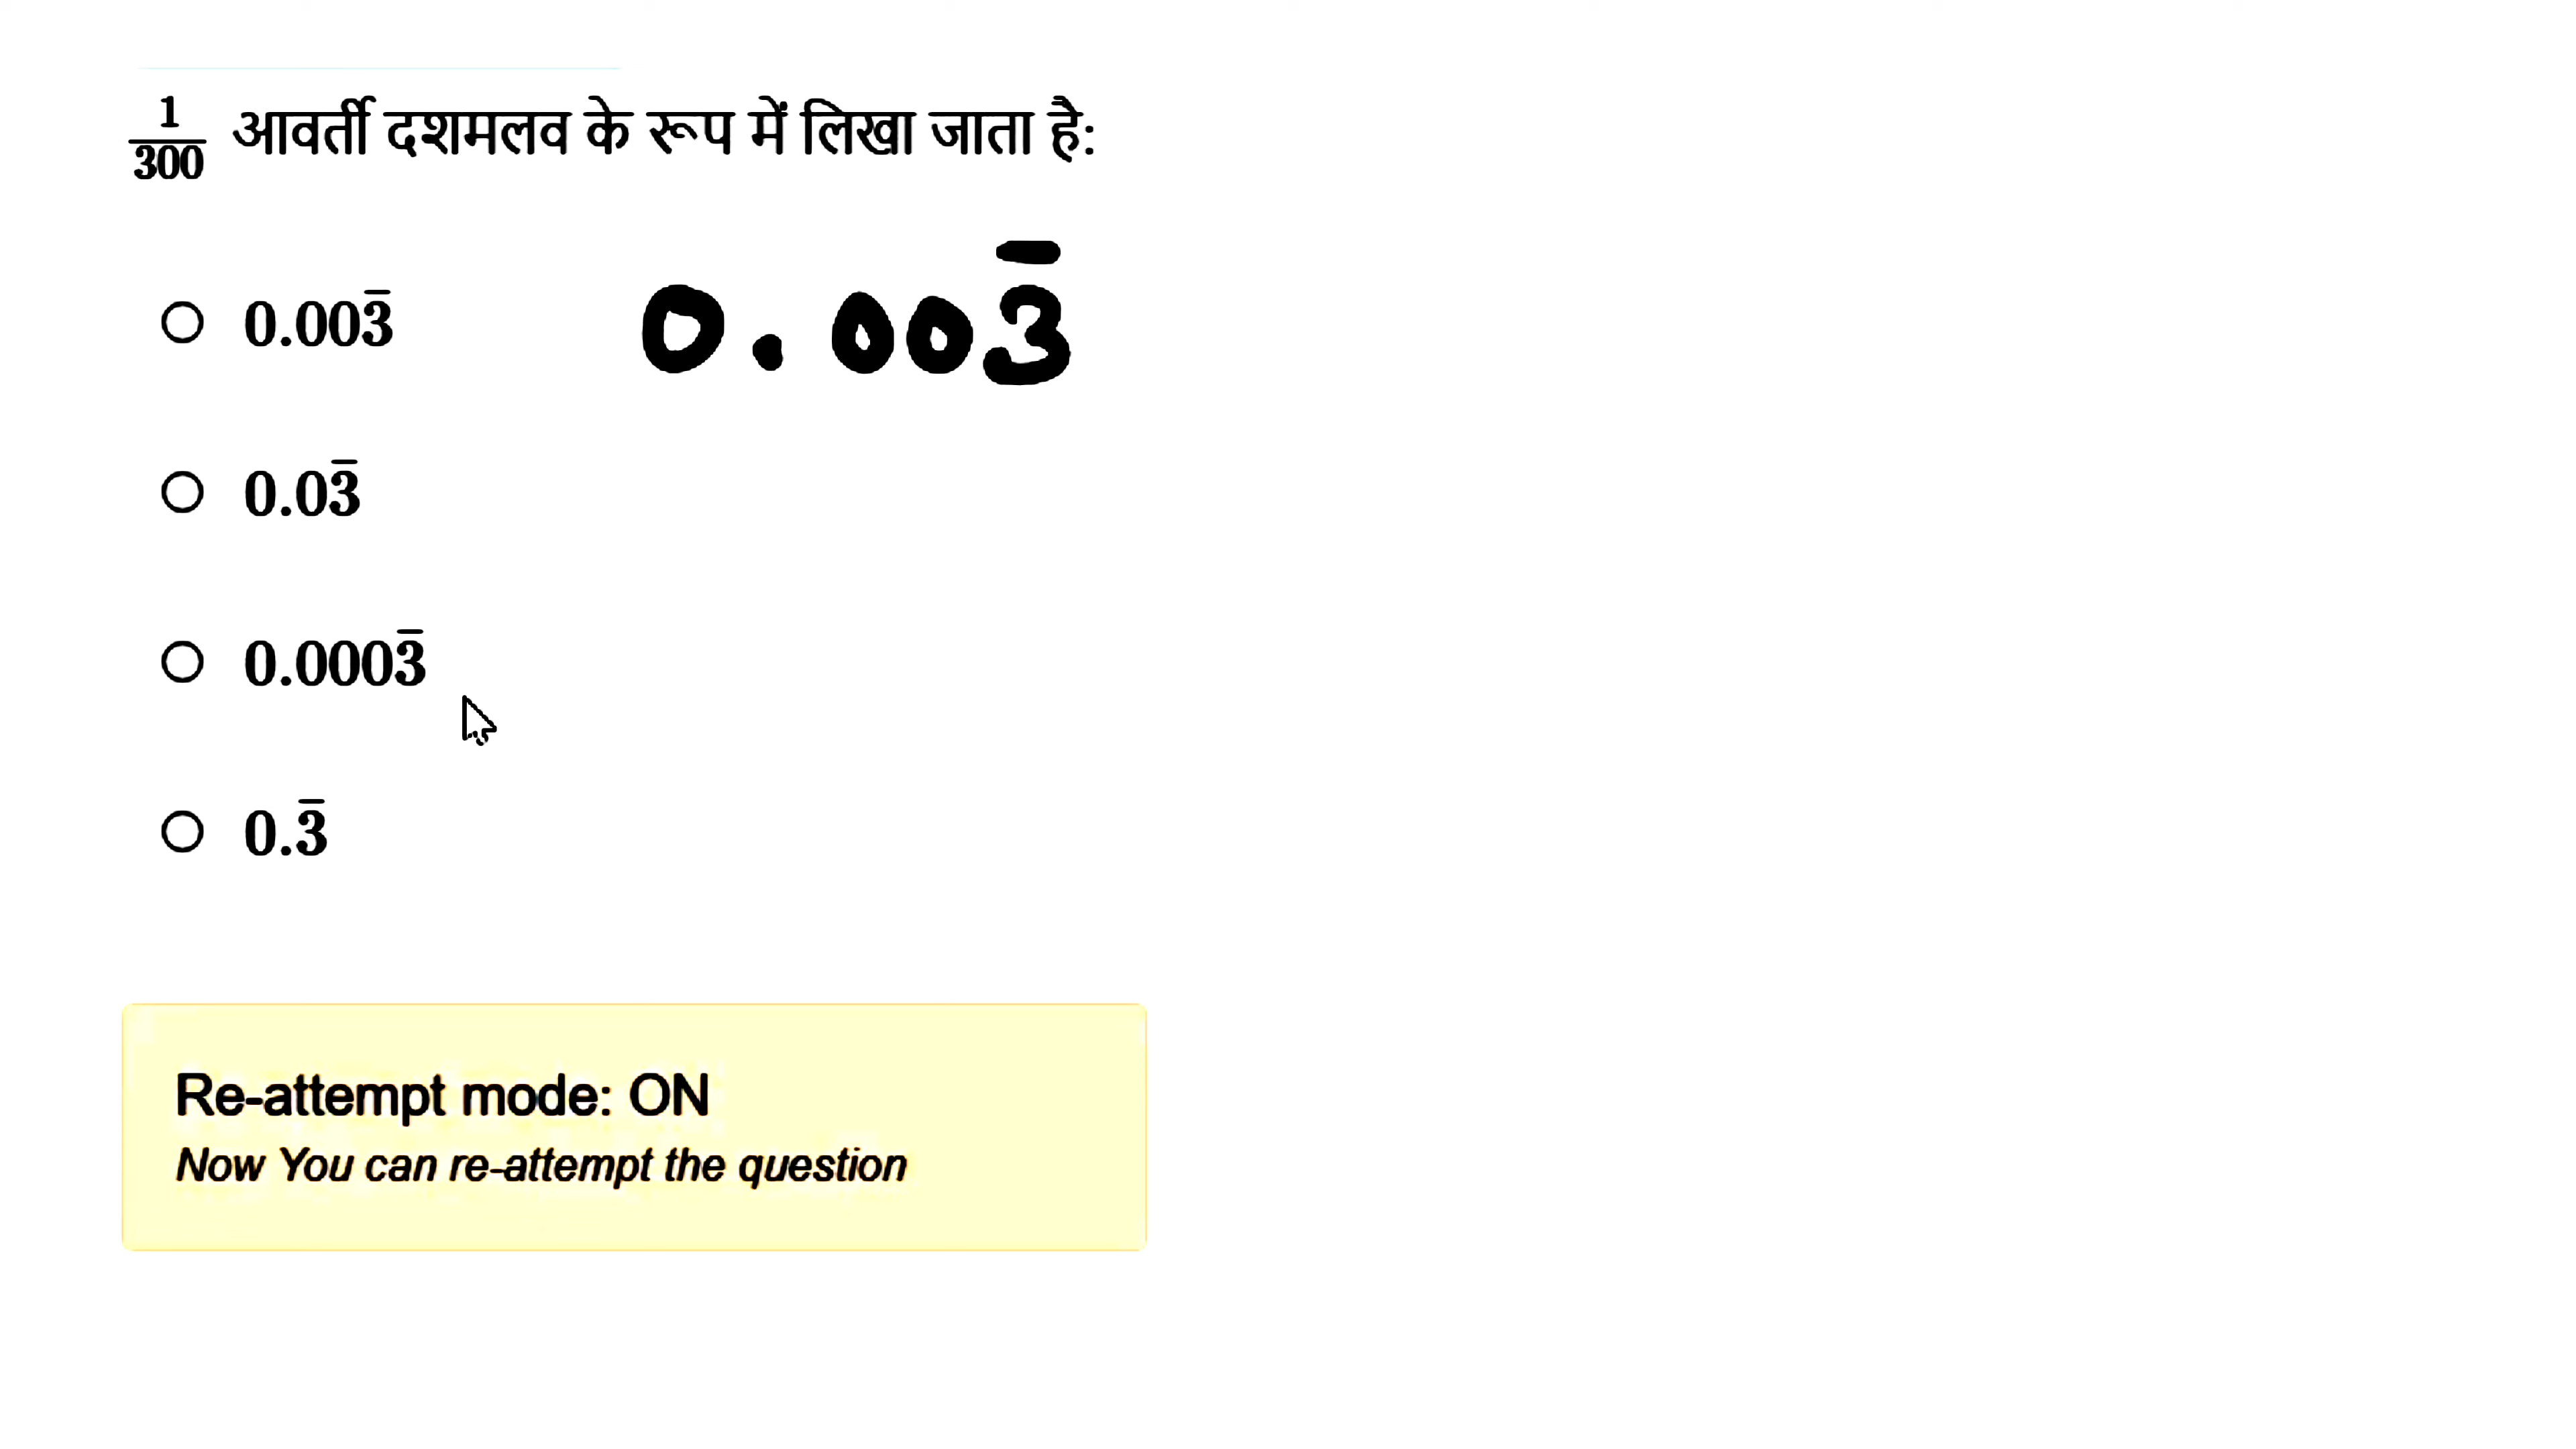 1/300 आवर्ती दशमलव के रूप में लिखा जाता है:
0.003̅ 0.003̅
0.03̅
0.0003̅
0.3̅
Re-attempt mode: ON
Now You can re-attempt the question